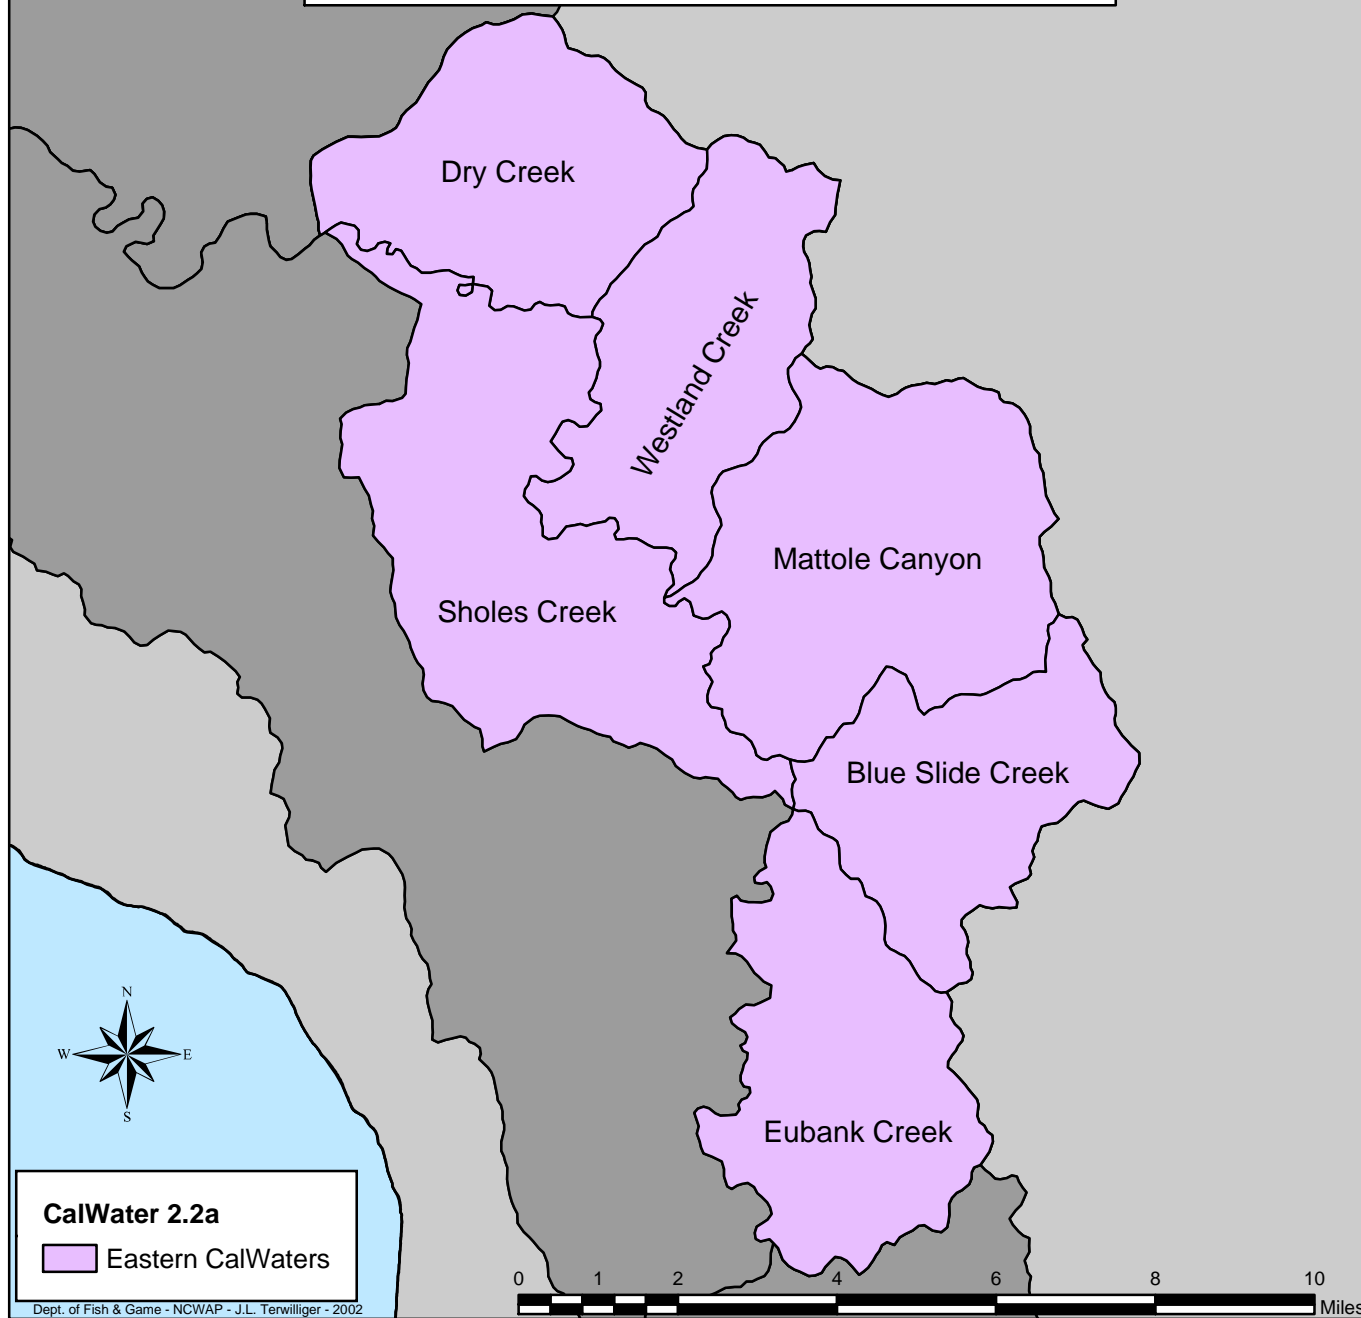 Dry Creek
Westland Creek
Mattole Canyon
Sholes Creek
Blue Slide Creek
Eubank Creek
N
W E
S
CalWater 2.2a
Eastern CalWaters
Dept. of Fish & Game - NCWAP - J.L. Terwilliger - 2002
0 1 2 4 6 8 10
Miles